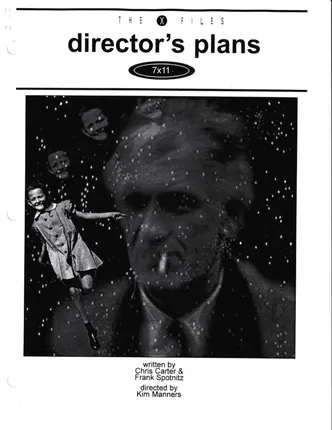 THE X FILES
director's plans
7x11
written by
Chris Carter &
Frank Spotnitz
directed by
Kim Manners